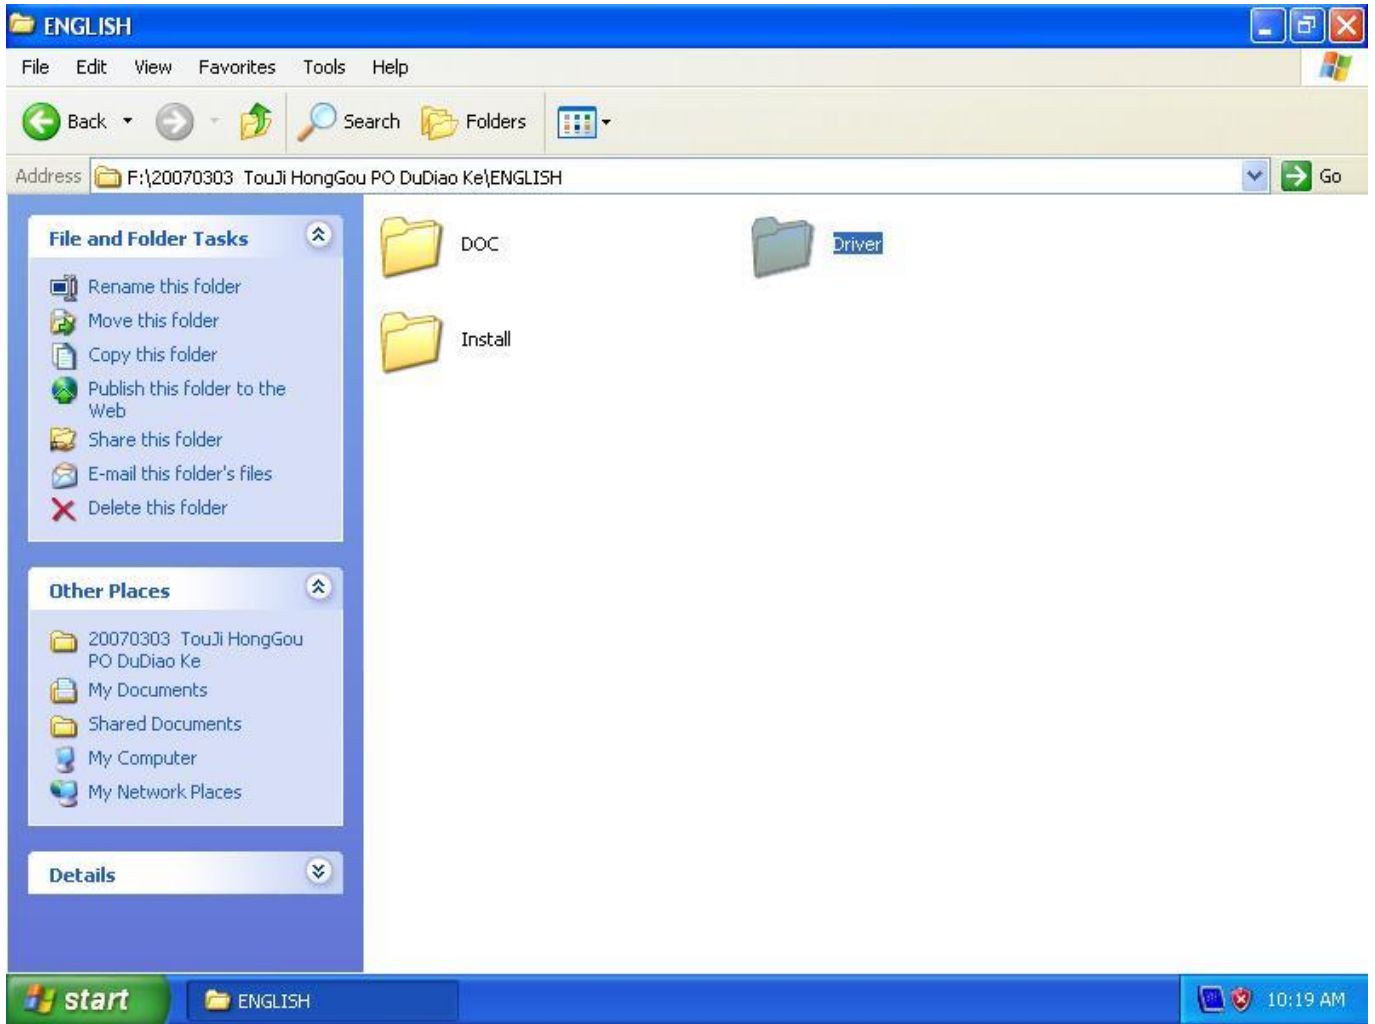 ENGLISH
File Edit View Favorites Tools Help
Back Search Folders
Address F:\20070303 TouJi HongGou PO DuDiao Ke\ENGLISH Go
File and Folder Tasks
Rename this folder
Move this folder
Copy this folder
Publish this folder to the
Web
Share this folder
E-mail this folder's files
Delete this folder
Other Places
20070303 TouJi HongGou
PO DuDiao Ke
My Documents
Shared Documents
My Computer
My Network Places
Details
DOC Driver
Install
start ENGLISH 10:19 AM